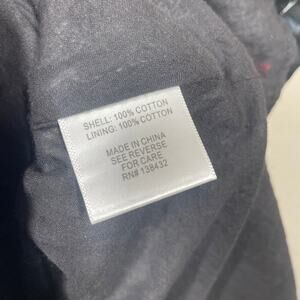 SHELL: 100% COTTON
LINING: 100% COTTON
MADE IN CHINA
SEE REVERSE
FOR CARE
RN# 138432